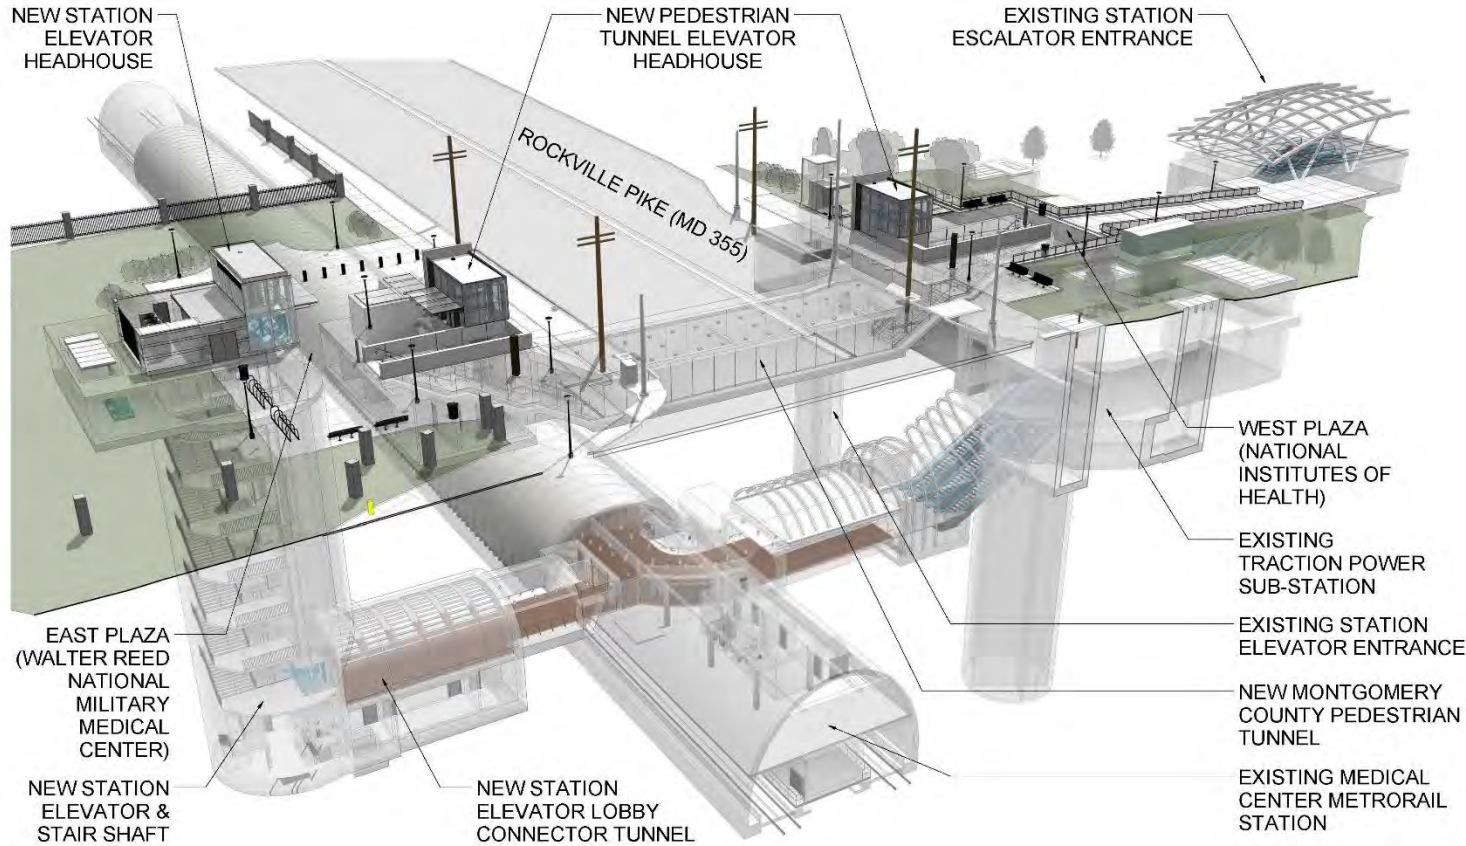 NEW STATION
ELEVATOR
HEADHOUSE
NEW PEDESTRIAN
TUNNEL ELEVATOR
HEADHOUSE
EXISTING STATION
ESCALATOR ENTRANCE
ROCKVILLE PIKE (MD 355)
WEST PLAZA
(NATIONAL
INSTITUTES OF
HEALTH)
EXISTING
TRACTION POWER
SUB-STATION
EXISTING STATION
ELEVATOR ENTRANCE
NEW MONTGOMERY
COUNTY PEDESTRIAN
TUNNEL
EXISTING MEDICAL
CENTER METRORAIL
STATION
EAST PLAZA
(WALTER REED
NATIONAL
MILITARY
MEDICAL
CENTER)
NEW STATION
ELEVATOR &
STAIR SHAFT
NEW STATION
ELEVATOR LOBBY
CONNECTOR TUNNEL